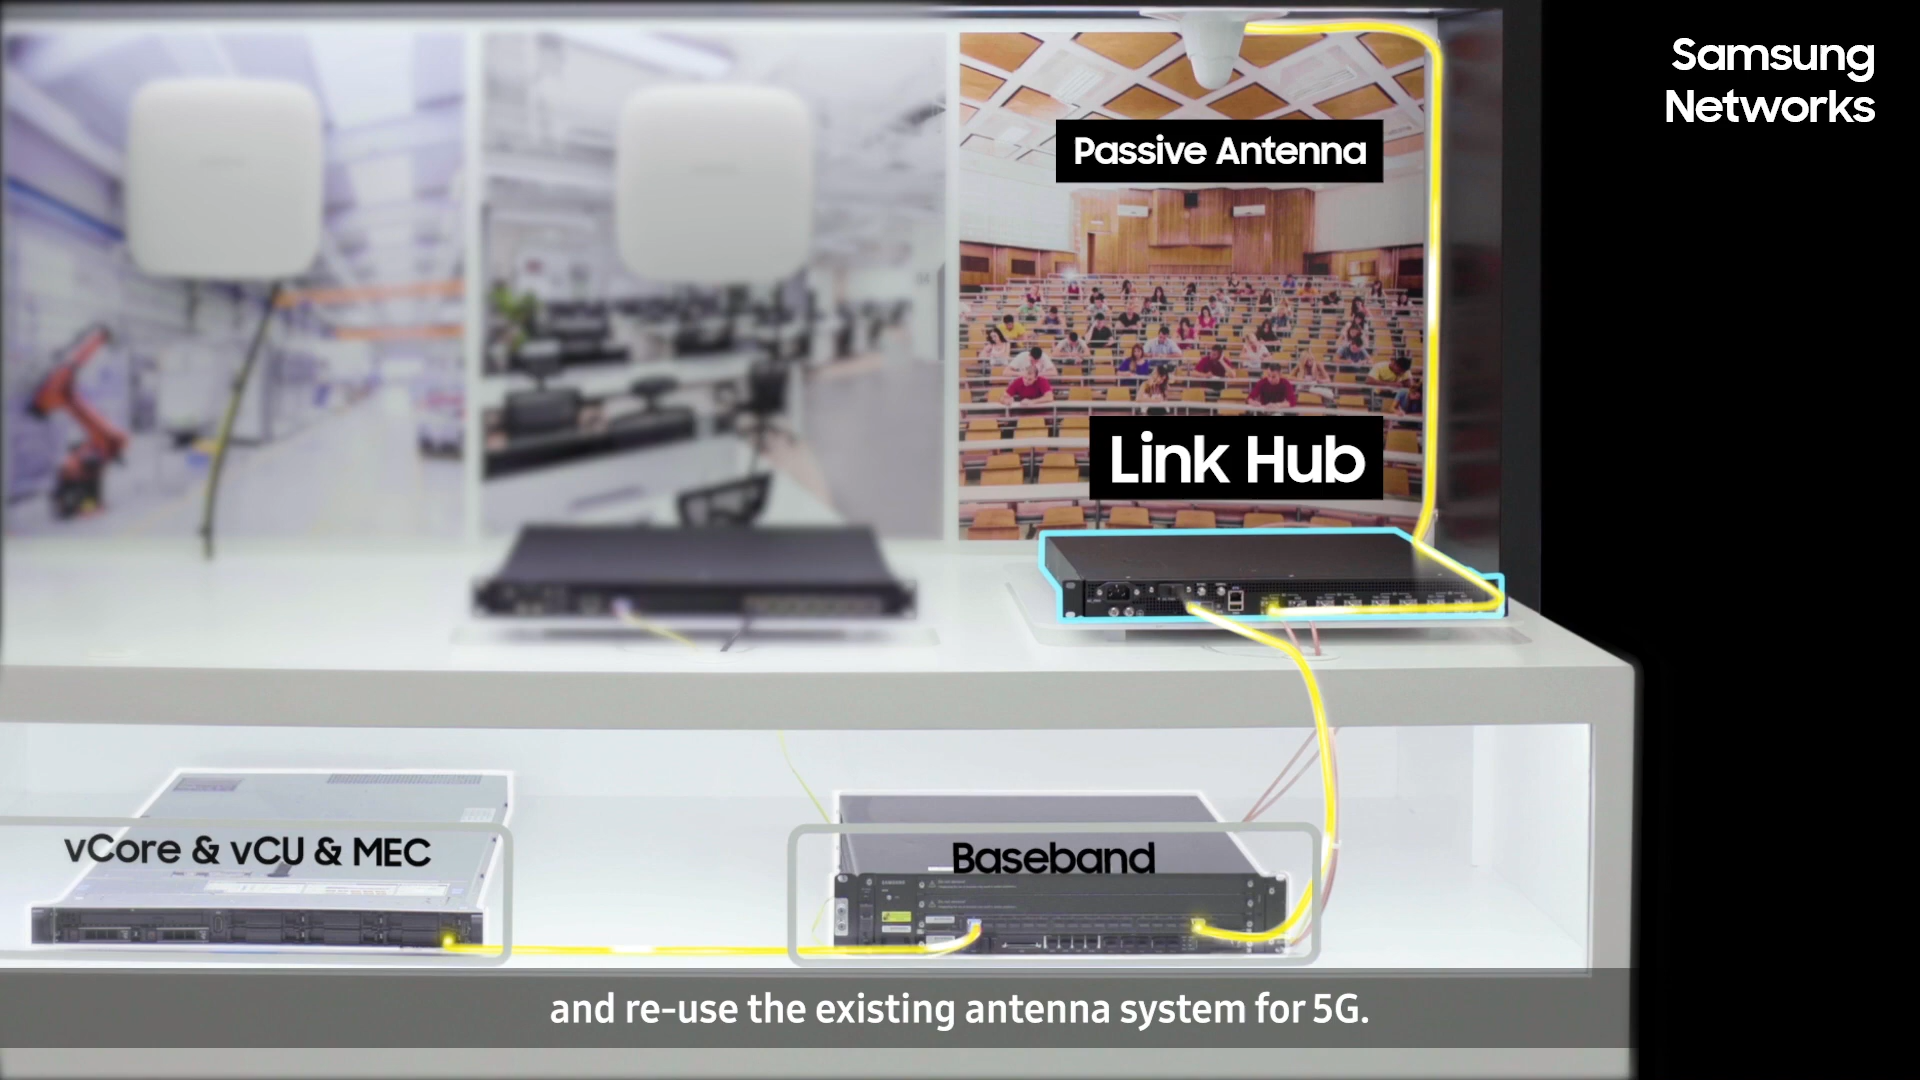 Samsung
Networks
Passive Antenna
Link Hub
vCore & vCU & MEC
Baseband
SAMSUNG
and re-use the existing antenna system for 5G.